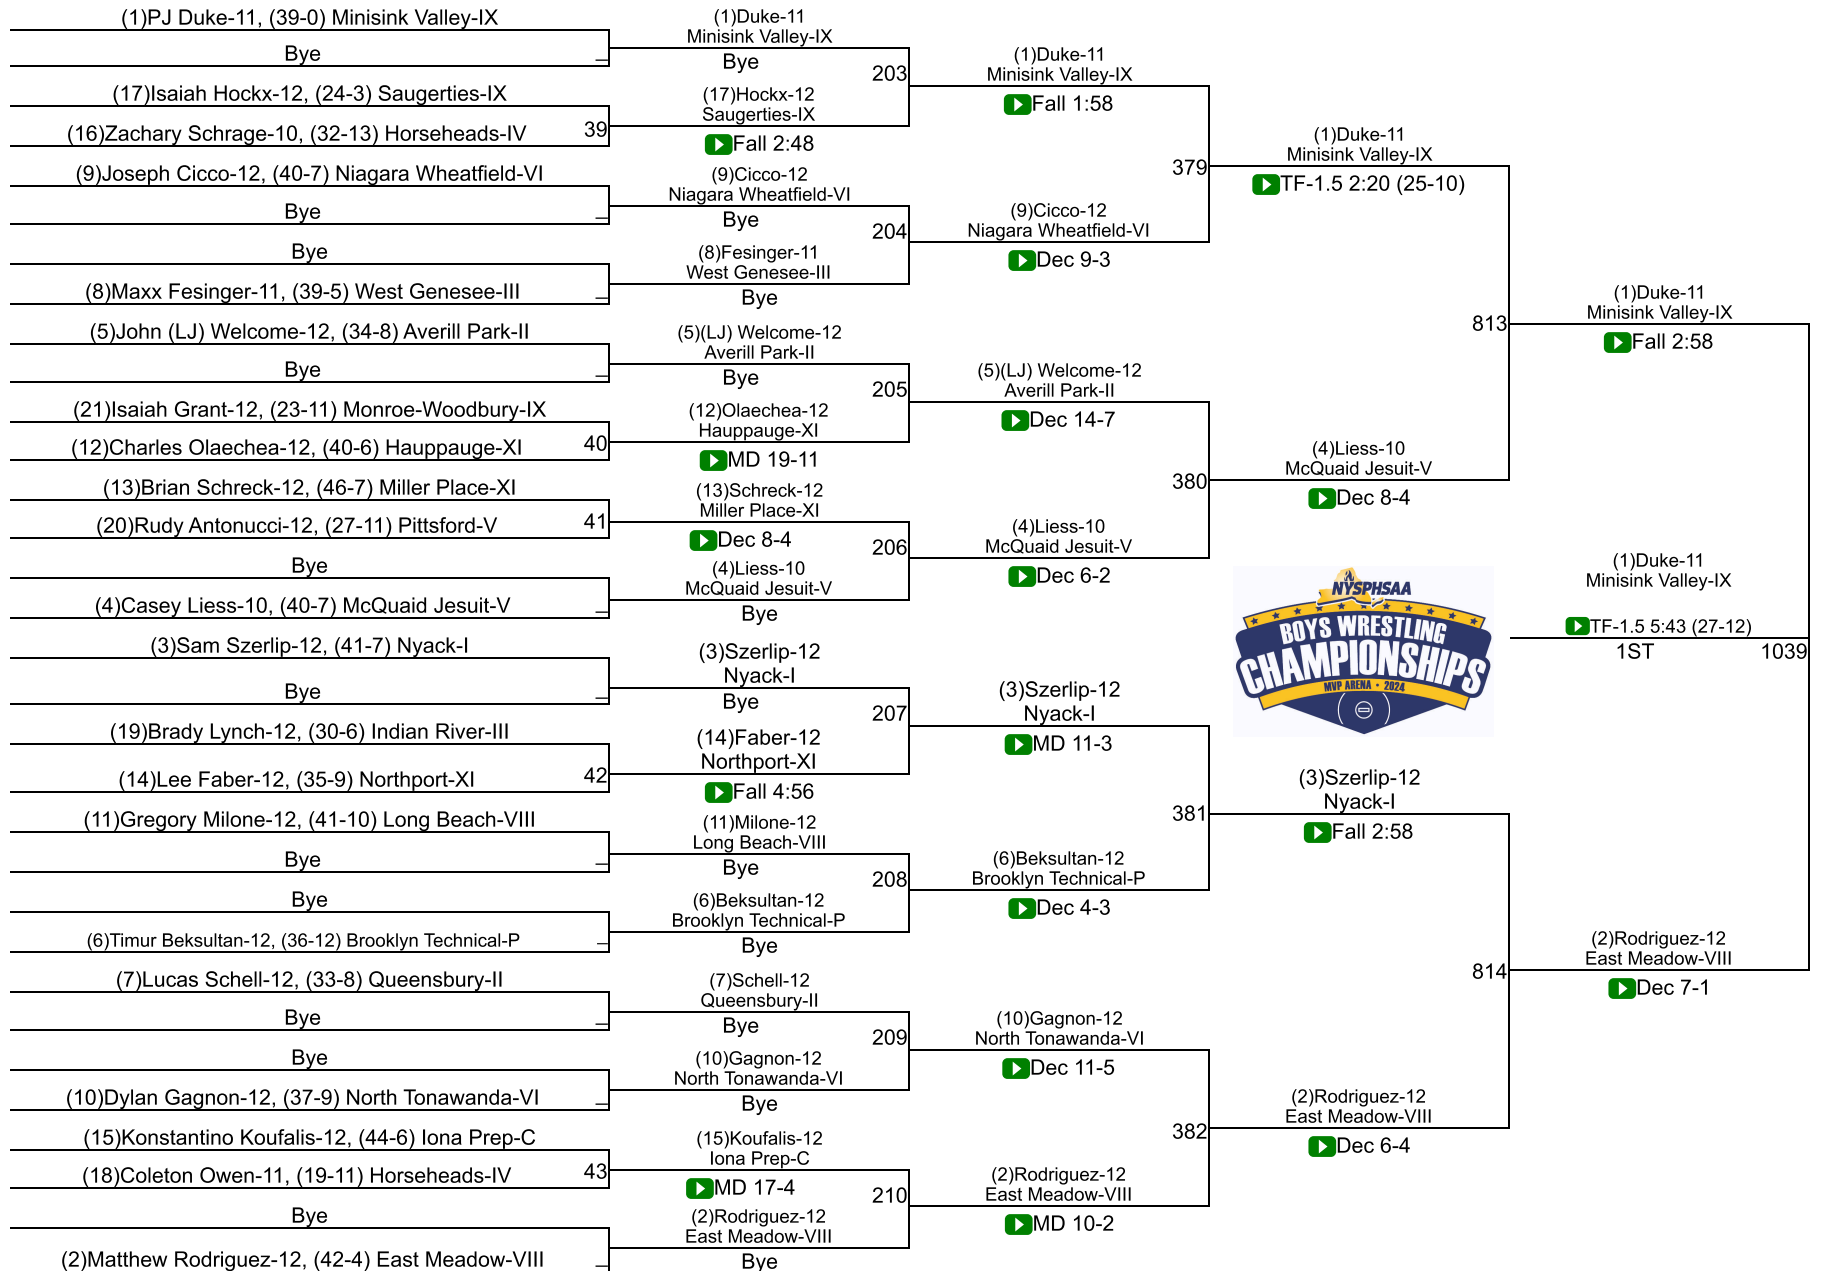 (1)PJ Duke-11, (39-0) Minisink Valley-IX
Bye
(17)Isaiah Hockx-12, (24-3) Saugerties-IX
(16)Zachary Schrage-10, (32-13) Horseheads-IV
39
(9)Joseph Cicco-12, (40-7) Niagara Wheatfield-VI
Bye
Bye
(8)Maxx Fesinger-11, (39-5) West Genesee-III
(5)John (LJ) Welcome-12, (34-8) Averill Park-II
Bye
(21)Isaiah Grant-12, (23-11) Monroe-Woodbury-IX
(12)Charles Olaechea-12, (40-6) Hauppauge-XI
40
(13)Brian Schreck-12, (46-7) Miller Place-XI
(20)Rudy Antonucci-12, (27-11) Pittsford-V
41
Bye
(4)Casey Liess-10, (40-7) McQuaid Jesuit-V
(3)Sam Szerlip-12, (41-7) Nyack-I
Bye
(19)Brady Lynch-12, (30-6) Indian River-III
(14)Lee Faber-12, (35-9) Northport-XI
42
(11)Gregory Milone-12, (41-10) Long Beach-VIII
Bye
Bye
(6)Timur Beksultan-12, (36-12) Brooklyn Technical-P
(7)Lucas Schell-12, (33-8) Queensbury-II
Bye
Bye
(10)Dylan Gagnon-12, (37-9) North Tonawanda-VI
(15)Konstantino Koufalis-12, (44-6) Iona Prep-C
(18)Coleton Owen-11, (19-11) Horseheads-IV
43
Bye
(2)Matthew Rodriguez-12, (42-4) East Meadow-VIII
(1)Duke-11
Minisink Valley-IX
Bye
203
(17)Hockx-12
Saugerties-IX
Fall 2:48
(9)Cicco-12
Niagara Wheatfield-VI
Bye
204
(8)Fesinger-11
West Genesee-III
Bye
(5)(LJ) Welcome-12
Averill Park-II
Bye
205
(12)Olaechea-12
Hauppauge-XI
MD 19-11
(13)Schreck-12
Miller Place-XI
Dec 8-4
206
(4)Liess-10
McQuaid Jesuit-V
Bye
(3)Szerlip-12
Nyack-I
Bye
207
(14)Faber-12
Northport-XI
Fall 4:56
(11)Milone-12
Long Beach-VIII
Bye
208
(6)Beksultan-12
Brooklyn Technical-P
Bye
(7)Schell-12
Queensbury-II
Bye
209
(10)Gagnon-12
North Tonawanda-VI
Bye
(15)Koufalis-12
Iona Prep-C
MD 17-4
210
(2)Rodriguez-12
East Meadow-VIII
Bye
(1)Duke-11
Minisink Valley-IX
Fall 1:58
379
(9)Cicco-12
Niagara Wheatfield-VI
Dec 9-3
(5)(LJ) Welcome-12
Averill Park-II
Dec 14-7
380
(4)Liess-10
McQuaid Jesuit-V
Dec 6-2
(3)Szerlip-12
Nyack-I
MD 11-3
381
(6)Beksultan-12
Brooklyn Technical-P
Dec 4-3
(10)Gagnon-12
North Tonawanda-VI
Dec 11-5
382
(2)Rodriguez-12
East Meadow-VIII
MD 10-2
(1)Duke-11
Minisink Valley-IX
TF-1.5 2:20 (25-10)
813
(4)Liess-10
McQuaid Jesuit-V
Dec 8-4
NYSPHSAA
BOYS WRESTLING
CHAMPIONSHIPS
MVP ARENA • 2024
(3)Szerlip-12
Nyack-I
Fall 2:58
814
(2)Rodriguez-12
East Meadow-VIII
Dec 6-4
(1)Duke-11
Minisink Valley-IX
Fall 2:58
(1)Duke-11
Minisink Valley-IX
TF-1.5 5:43 (27-12)
1ST
1039
(2)Rodriguez-12
East Meadow-VIII
Dec 7-1